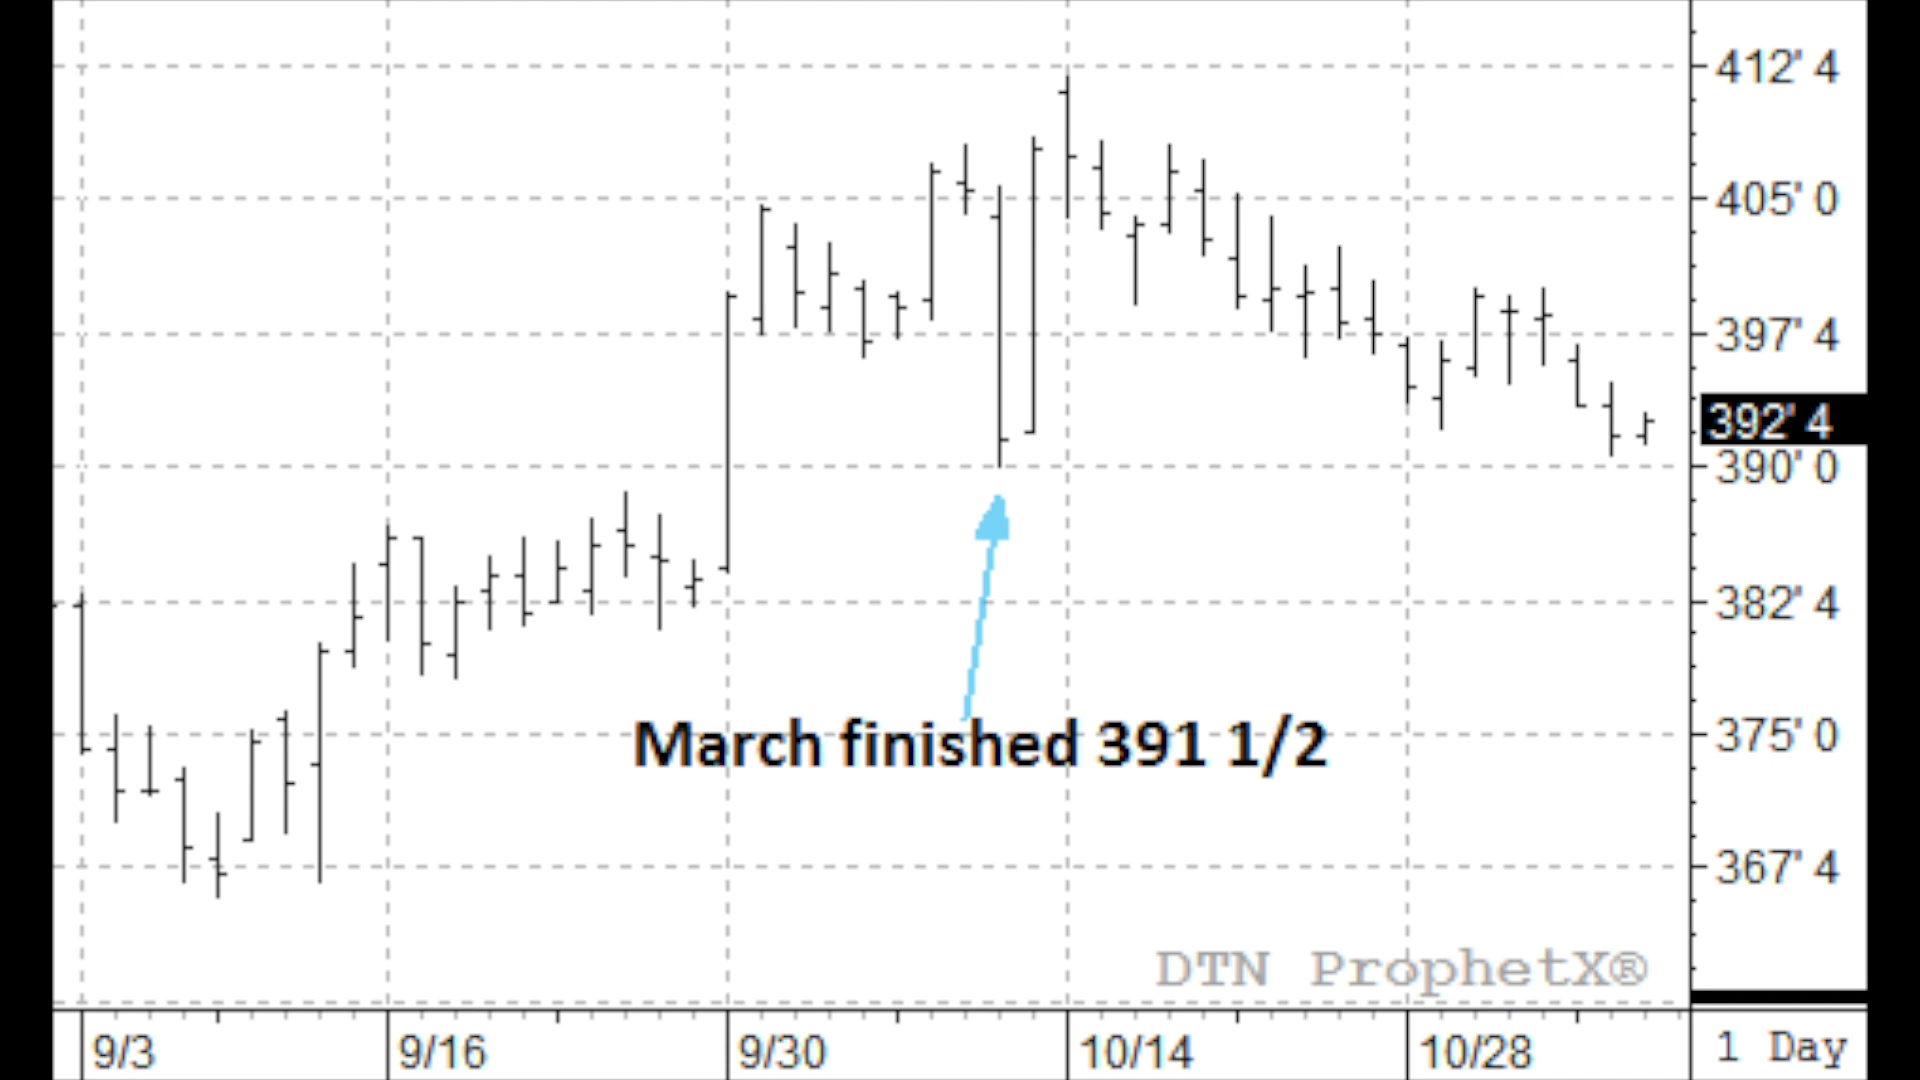 412'4
405'0
397'4
392'4
390'0
382'4
March finished 391 1/2
375'0
367'4
DTN ProphetX®
9/3 9/16 9/30 10/14 10/28 1 Day